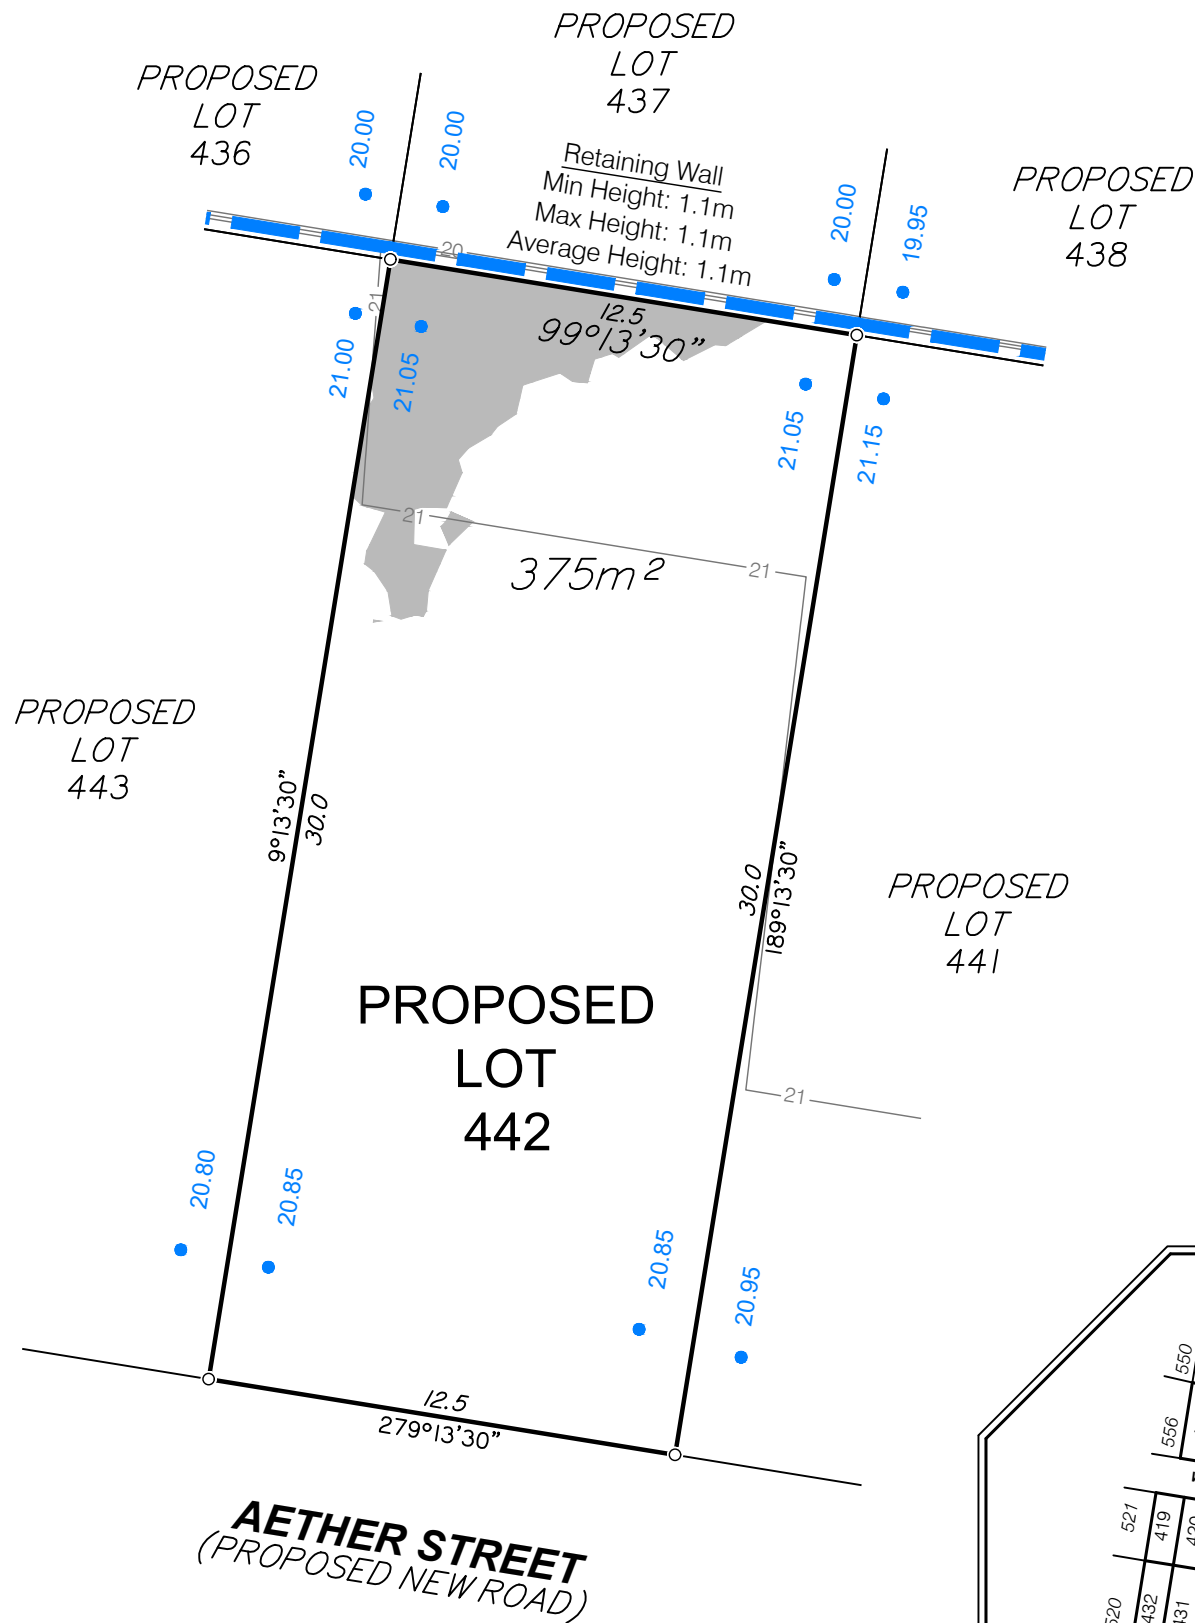 PROPOSED
LOT
437
PROPOSED
LOT
436
20.00
20.00
Retaining Wall
Min Height: 1.1m
Max Height: 1.1m
Average Height: 1.1m
PROPOSED
LOT
438
20.00
19.95
20
21
12.5
99°13'30"
21.00
21.05
21.05
21.15
21
21
375m²
PROPOSED
LOT
443
9°13'30"
30.0
30.0
189°13'30"
PROPOSED
LOT
441
PROPOSED
LOT
442
21
20.80
20.85
20.85
20.95
12.5
279°13'30"
AETHER STREET
(PROPOSED NEW ROAD)
550
556
521
419
420
520
432
431